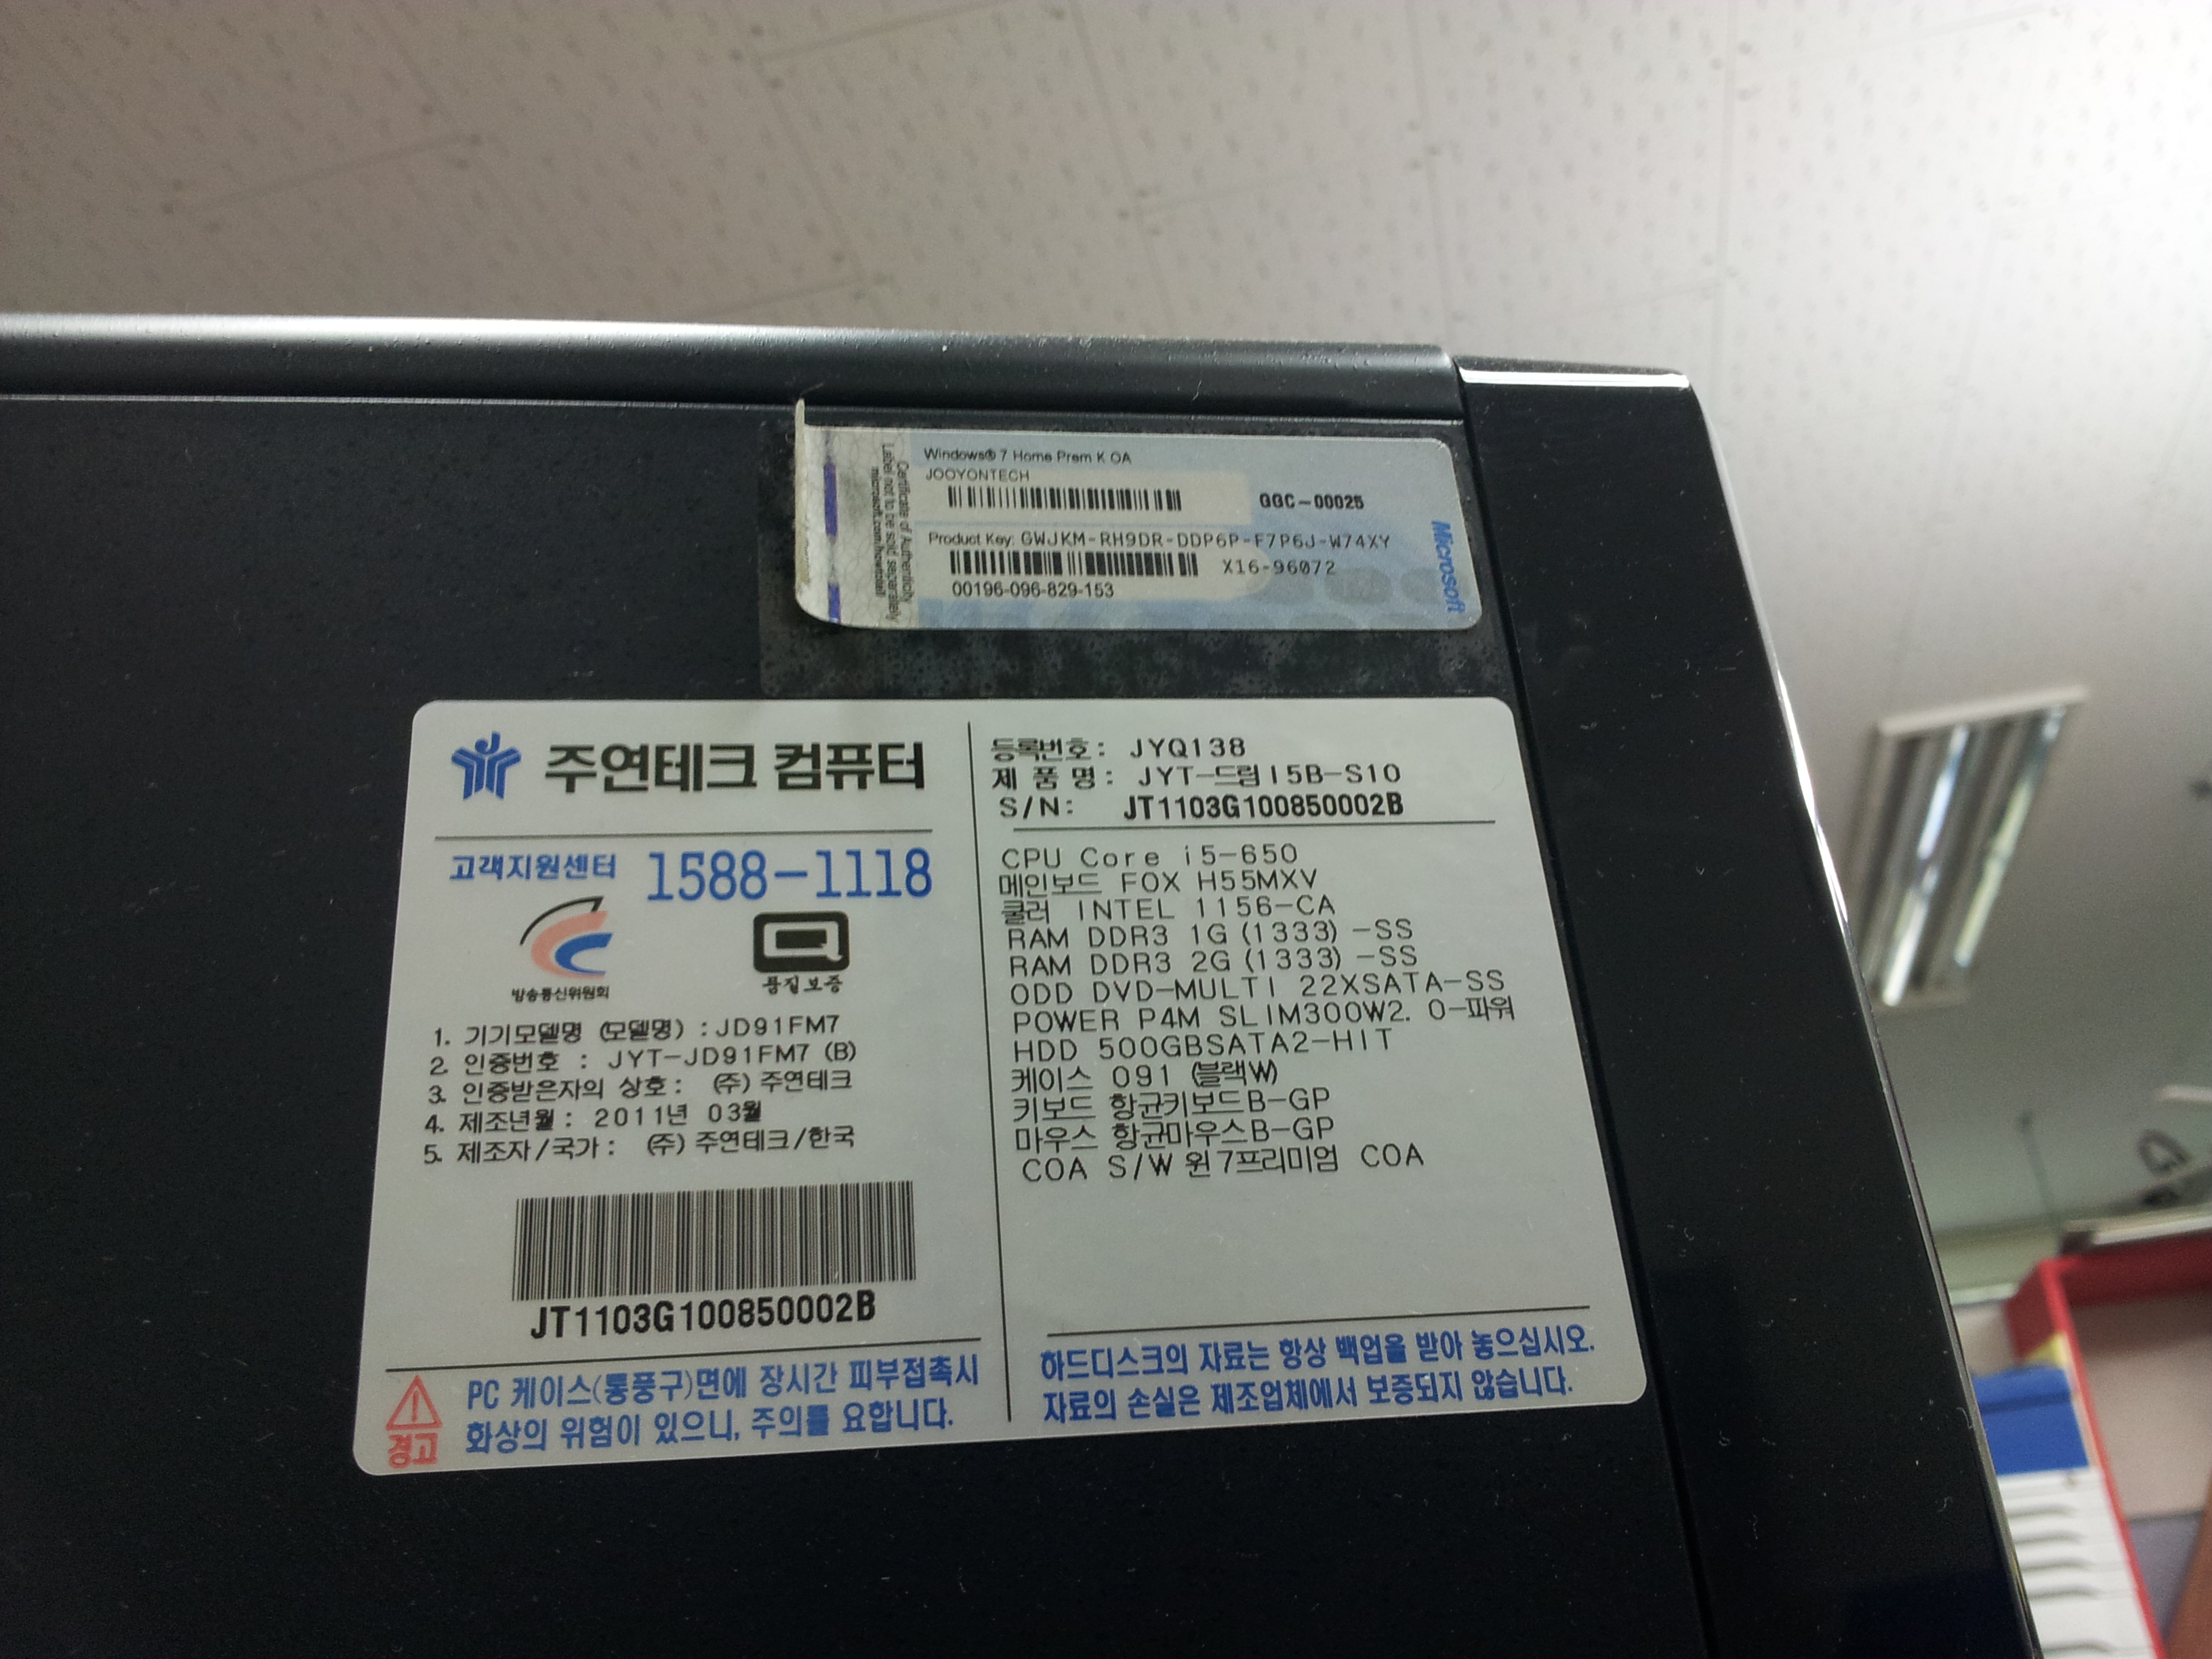 Windows® 7 Home Prem K OA
JOOYONTECH
GGC-00025
Product Key: GWJKM-RH9DR-DDP6P-F7P6J-W74XY
X16-96072
00196-096-829-153
Certificate of Authenticity
Label not to be sold separately
microsoft.com/howtotell
Microsoft
주연테크 컴퓨터
고객지원센터 1588-1118
방송통신위원회
Q
품질보증
1. 기기모델명 (모델명) : JD91FM7
2. 인증번호 : JYT-JD91FM7 (B)
3. 인증받은자의 상호 : (주) 주연테크
4. 제조년월 : 2011년 03월
5. 제조자/국가 : (주) 주연테크/한국
JT1103G100850002B
경고
PC 케이스(통풍구)면에 장시간 피부접촉시
화상의 위험이 있으니, 주의를 요합니다.
등록번호 : JYQ138
제 품 명 : JYT-드림I5B-S10
S/N: JT1103G100850002B
CPU Core i5-650
메인보드 FOX H55MXV
쿨러 INTEL 1156-CA
RAM DDR3 1G (1333) -SS
RAM DDR3 2G (1333) -SS
ODD DVD-MULTI 22XSATA-SS
POWER P4M SLIM300W2. 0-파워
HDD 500GBSATA2-HIT
케이스 091 (블랙W)
키보드 항균키보드B-GP
마우스 항균마우스B-GP
COA S/W 윈7프리미엄 COA
하드디스크의 자료는 항상 백업을 받아 놓으십시오.
자료의 손실은 제조업체에서 보증되지 않습니다.